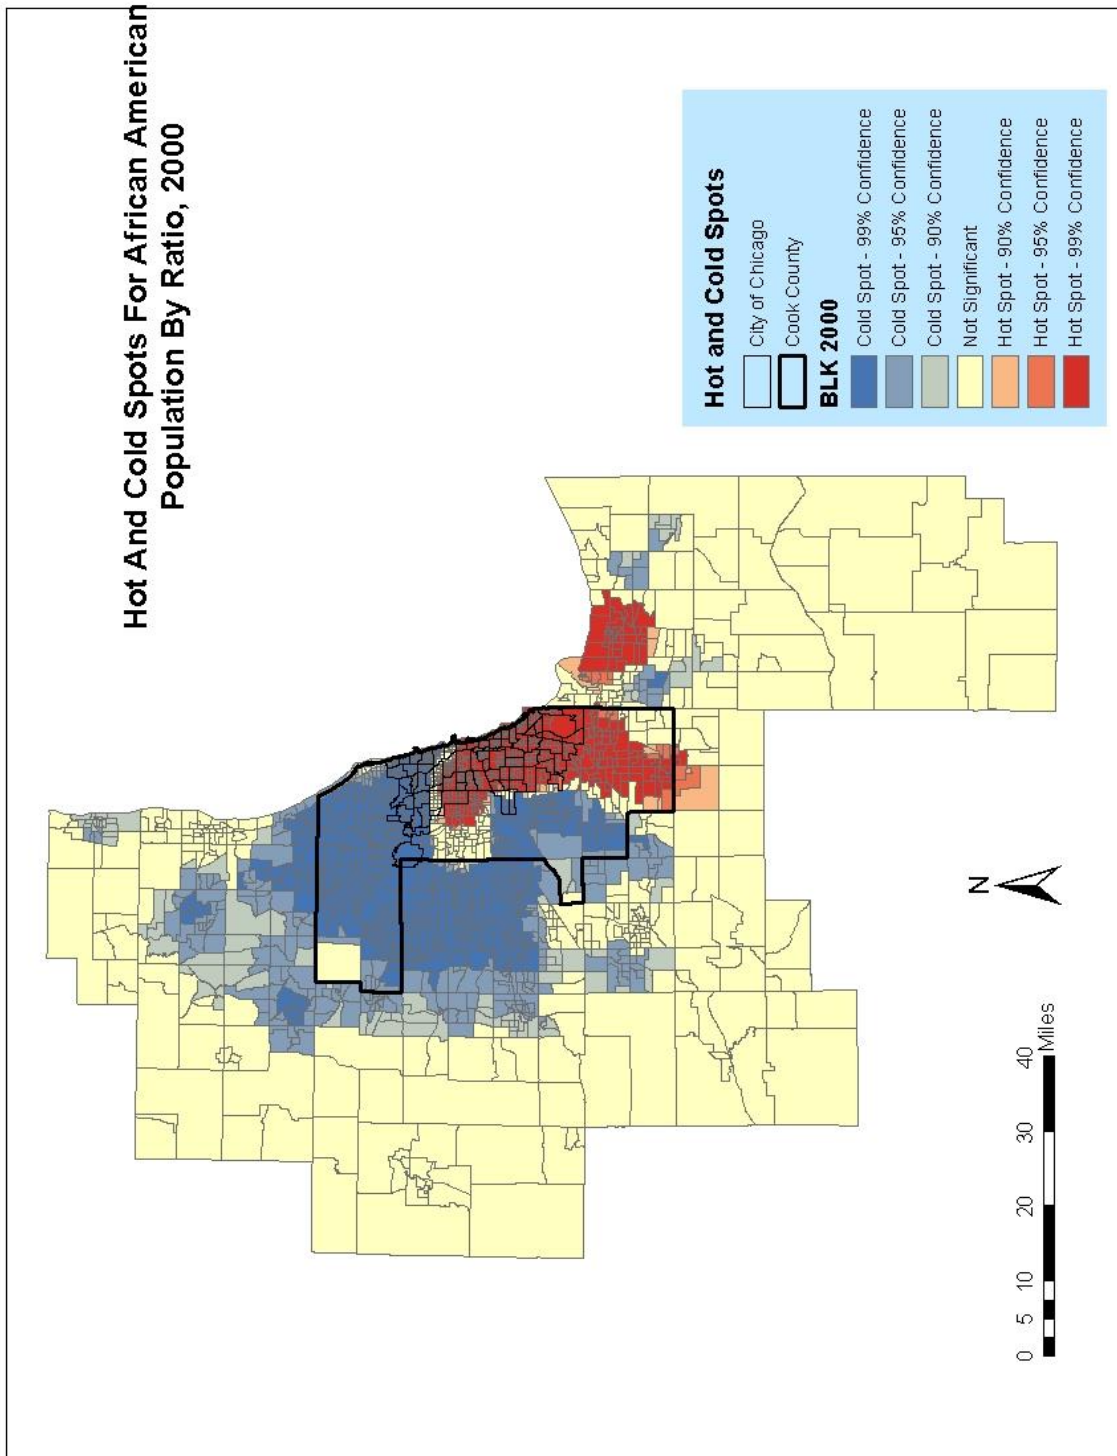 Hot And Cold Spots For African American
Population By Ratio, 2000
Hot and Cold Spots
City of Chicago
Cook County
BLK 2000
Cold Spot - 99% Confidence
Cold Spot - 95% Confidence
Cold Spot - 90% Confidence
Not Significant
Hot Spot - 90% Confidence
Hot Spot - 95% Confidence
Hot Spot - 99% Confidence
N
0 5 10 20 30 40
Miles